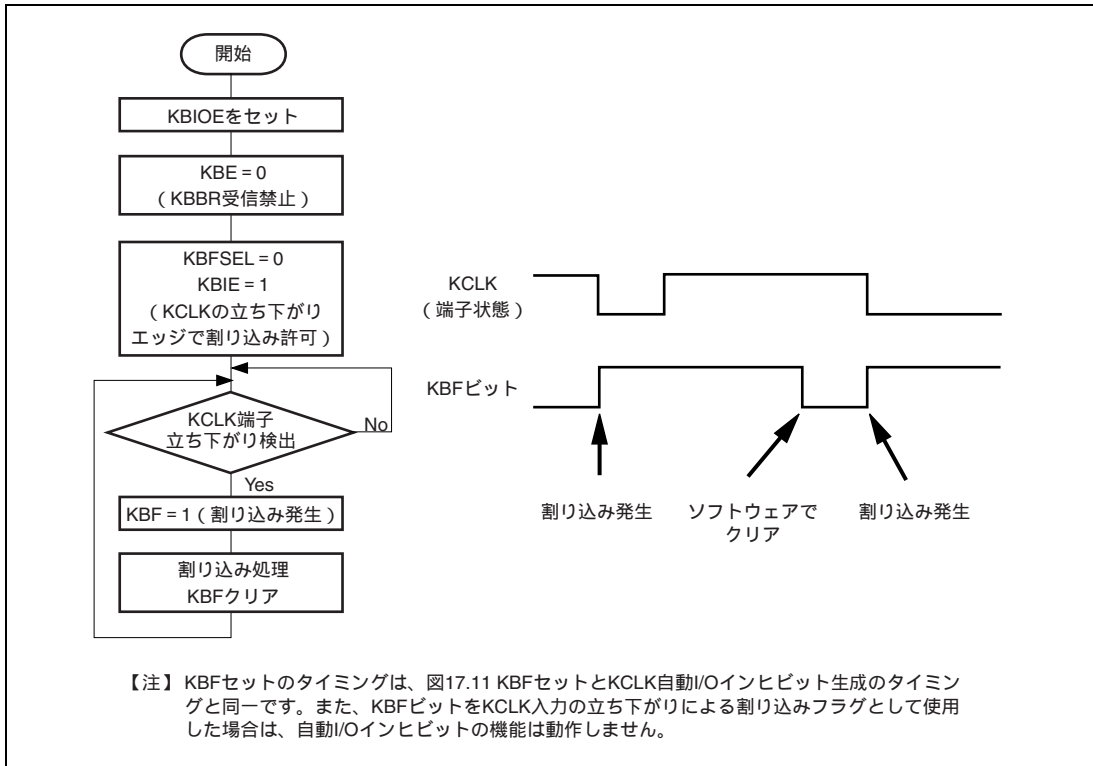 開始
KBIOEをセット
KBE = 0
（KBBR受信禁止）
KBFSEL = 0
KBIE = 1
（KCLKの立ち下がり
エッジで割り込み許可）
KCLK端子
立ち下がり検出
No
Yes
KBF = 1（割り込み発生）
割り込み処理
KBFクリア
KCLK
（端子状態）
KBFビット
割り込み発生
ソフトウェアで
クリア
割り込み発生
【注】 KBFセットのタイミングは、図17.11 KBFセットとKCLK自動I/Oインヒビット生成のタイミン
グと同一です。また、KBFビットをKCLK入力の立ち下がりによる割り込みフラグとして使用
した場合は、自動I/Oインヒビットの機能は動作しません。